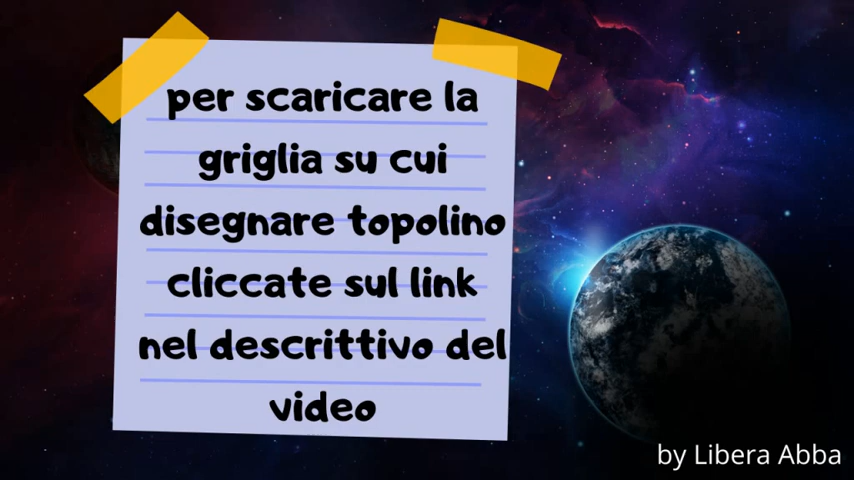 per scaricare la
griglia su cui
disegnare topolino
cliccate sul link
nel descrittivo del
video
by Libera Abba